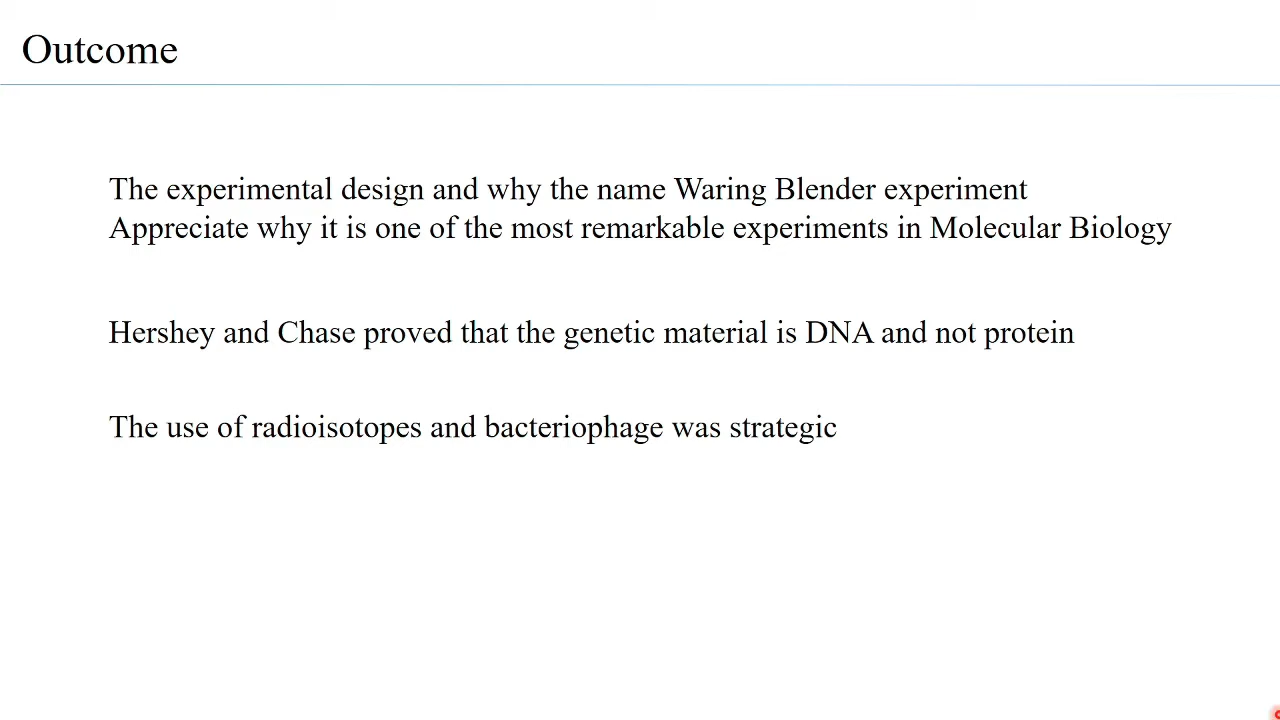 Outcome
The experimental design and why the name Waring Blender experiment
Appreciate why it is one of the most remarkable experiments in Molecular Biology
Hershey and Chase proved that the genetic material is DNA and not protein
The use of radioisotopes and bacteriophage was strategic